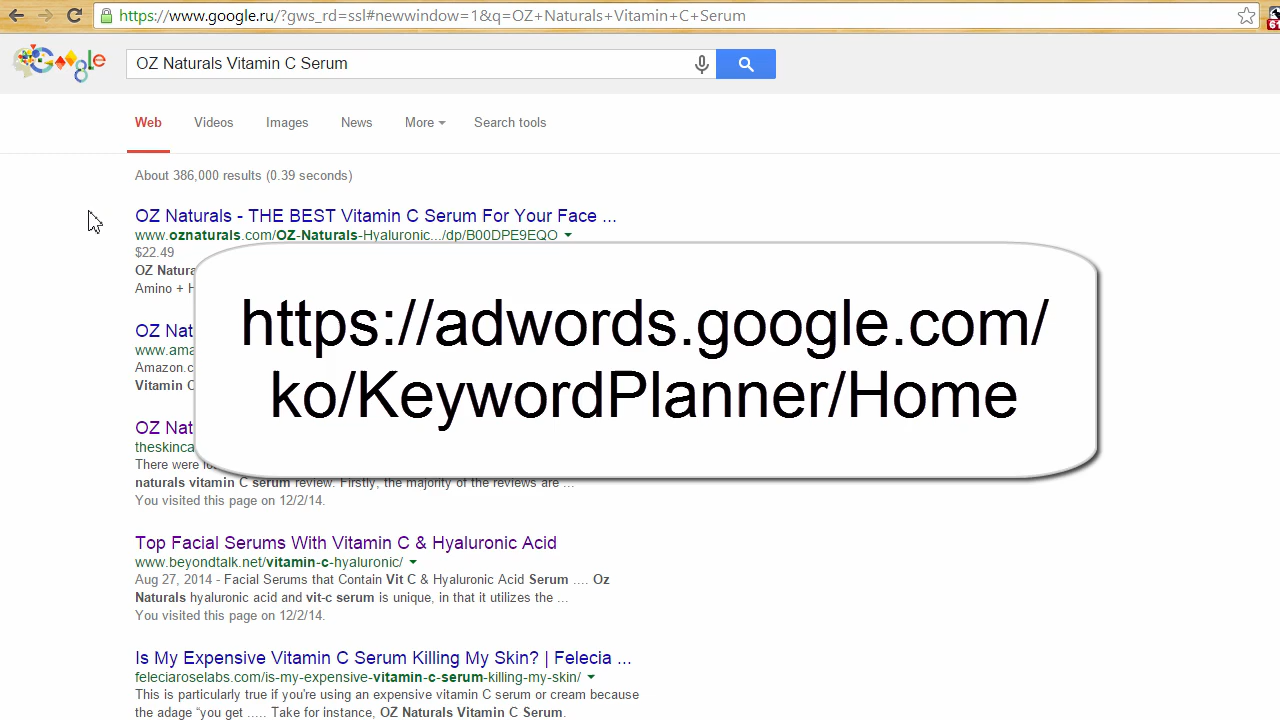 https://www.google.ru/?gws_rd=ssl#newwindow=1&q=OZ+Naturals+Vitamin+C+Serum
61
Google
OZ Naturals Vitamin C Serum
Web Videos Images News More Search tools
About 386,000 results (0.39 seconds)
OZ Naturals - THE BEST Vitamin C Serum For Your Face ...
www.oznaturals.com/OZ-Naturals-Hyaluronic.../dp/B00DPE9EQO
$22.49
OZ
Amino + H
https://adwords.google.com/
ko/KeywordPlanner/Home
OZ
www.ama
Amazon.c
Vitamin C
OZ
theskinca
There were
naturals vitamin C serum review. Firstly, the majority of the reviews are ...
You visited this page on 12/2/14.
Top Facial Serums With Vitamin C & Hyaluronic Acid
www.beyondtalk.net/vitamin-c-hyaluronic/
Aug 27, 2014 - Facial Serums that Contain Vit C & Hyaluronic Acid Serum .... Oz
Naturals hyaluronic acid and vit-c serum is unique, in that it utilizes the ...
You visited this page on 12/2/14.
Is My Expensive Vitamin C Serum Killing My Skin? | Felecia ...
feleciaroselabs.com/is-my-expensive-vitamin-c-serum-killing-my-skin/
This is particularly true if you're using an expensive vitamin C serum or cream because
the adage “you get ..... Take for instance, OZ Naturals Vitamin C Serum.